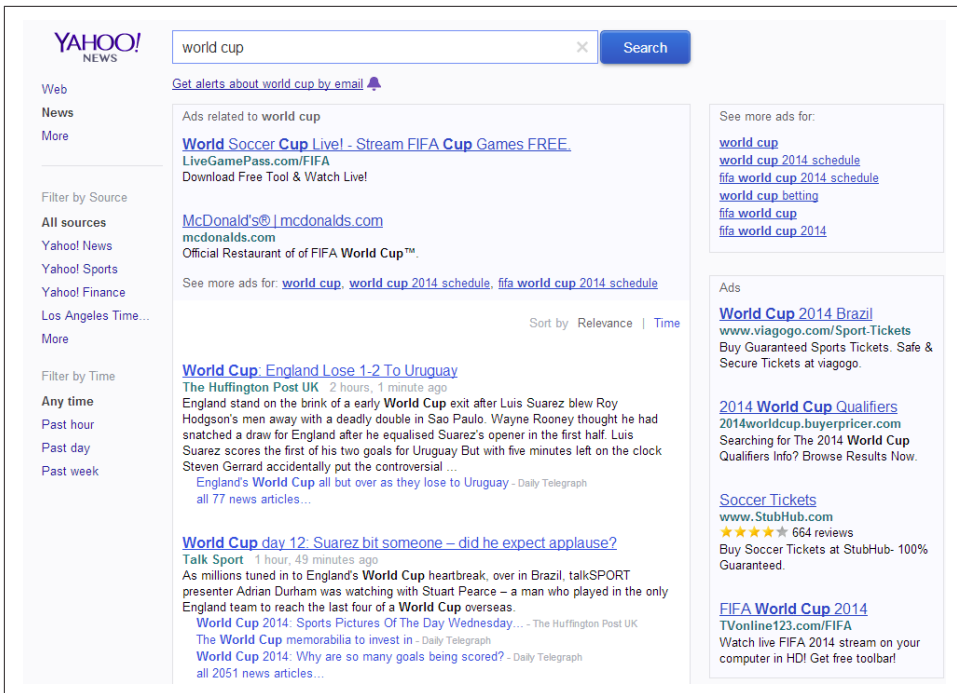 YAHOO!
NEWS
world cup
Search
Get alerts about world cup by email
Web
News
More
Filter by Source
All sources
Yahoo! News
Yahoo! Sports
Yahoo! Finance
Los Angeles Time...
More
Filter by Time
Any time
Past hour
Past day
Past week
Ads related to world cup
World Soccer Cup Live! - Stream FIFA Cup Games FREE.
LiveGamePass.com/FIFA
Download Free Tool & Watch Live!
McDonald's® | mcdonalds.com
mcdonalds.com
Official Restaurant of of FIFA World Cup™.
See more ads for: world cup, world cup 2014 schedule, fifa world cup 2014 schedule
Sort by Relevance | Time
World Cup: England Lose 1-2 To Uruguay
The Huffington Post UK 2 hours, 1 minute ago
England stand on the brink of a early World Cup exit after Luis Suarez blew Roy
Hodgson's men away with a deadly double in Sao Paulo. Wayne Rooney thought he had
snatched a draw for England after he equalised Suarez's opener in the first half. Luis
Suarez scores the first of his two goals for Uruguay But with five minutes left on the clock
Steven Gerrard accidentally put the controversial ...
England's World Cup all but over as they lose to Uruguay - Daily Telegraph
all 77 news articles...
World Cup day 12: Suarez bit someone – did he expect applause?
Talk Sport 1 hour, 49 minutes ago
As millions tuned in to England's World Cup heartbreak, over in Brazil, talkSPORT
presenter Adrian Durham was watching with Stuart Pearce – a man who played in the only
England team to reach the last four of a World Cup overseas.
World Cup 2014: Sports Pictures Of The Day Wednesday... - The Huffington Post UK
The World Cup memorabilia to invest in - Daily Telegraph
World Cup 2014: Why are so many goals being scored? - Daily Telegraph
all 2051 news articles...
See more ads for:
world cup
world cup 2014 schedule
fifa world cup 2014 schedule
world cup betting
fifa world cup
fifa world cup 2014
Ads
World Cup 2014 Brazil
www.viagogo.com/Sport-Tickets
Buy Guaranteed Sports Tickets. Safe &
Secure Tickets at viagogo.
2014 World Cup Qualifiers
2014worldcup.buyerpricer.com
Searching for The 2014 World Cup
Qualifiers Info? Browse Results Now.
Soccer Tickets
www.StubHub.com
664 reviews
Buy Soccer Tickets at StubHub- 100%
Guaranteed.
FIFA World Cup 2014
TVonline123.com/FIFA
Watch live FIFA 2014 stream on your
computer in HD! Get free toolbar!